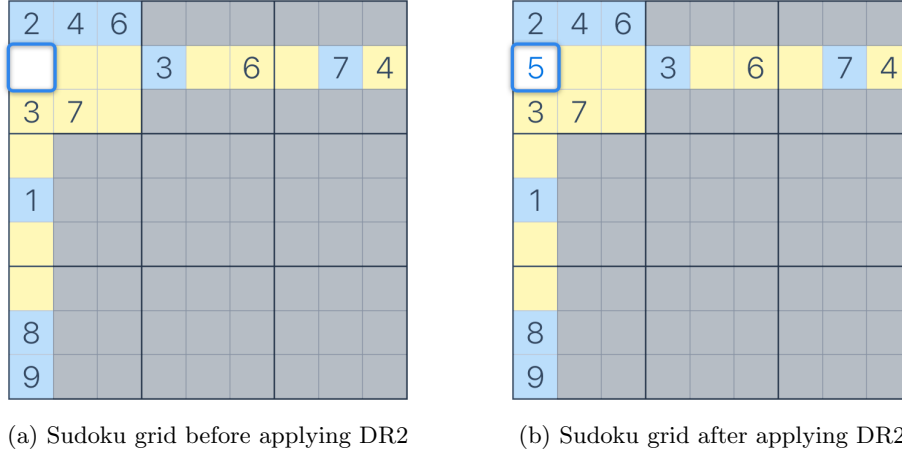 2 4 6 2 4 6
3 6 7 4 5 3 6 7 4
3 7 3 7
1 1
8 8
9 9
(a) Sudoku grid before applying DR2 (b) Sudoku grid after applying DR2